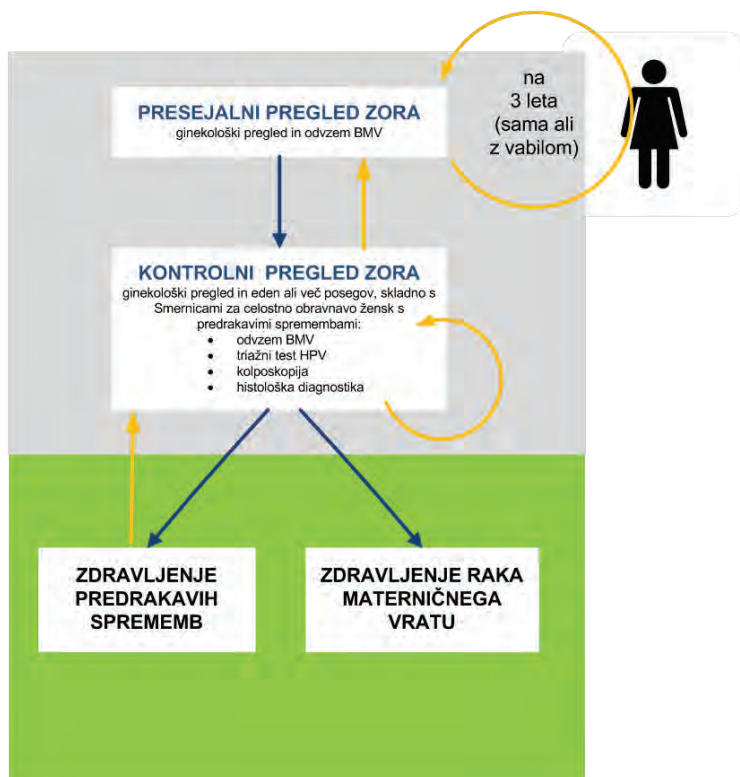 PRESEJALNI PREGLED ZORA
ginekološki pregled in odvzem BMV
na
3 leta
(sama ali
z vabilom)
KONTROLNI PREGLED ZORA
ginekološki pregled in eden ali več posegov, skladno s
Smernicami za celostno obravnavo žensk s
predrakavimi spremembami:
• odvzem BMV
• triažni test HPV
• kolposkopija
• histološka diagnostika
ZDRAVLJENJE
PREDRAKAVIH
SPREMEMB
ZDRAVLJENJE RAKA
MATERNIČNEGA
VRATU